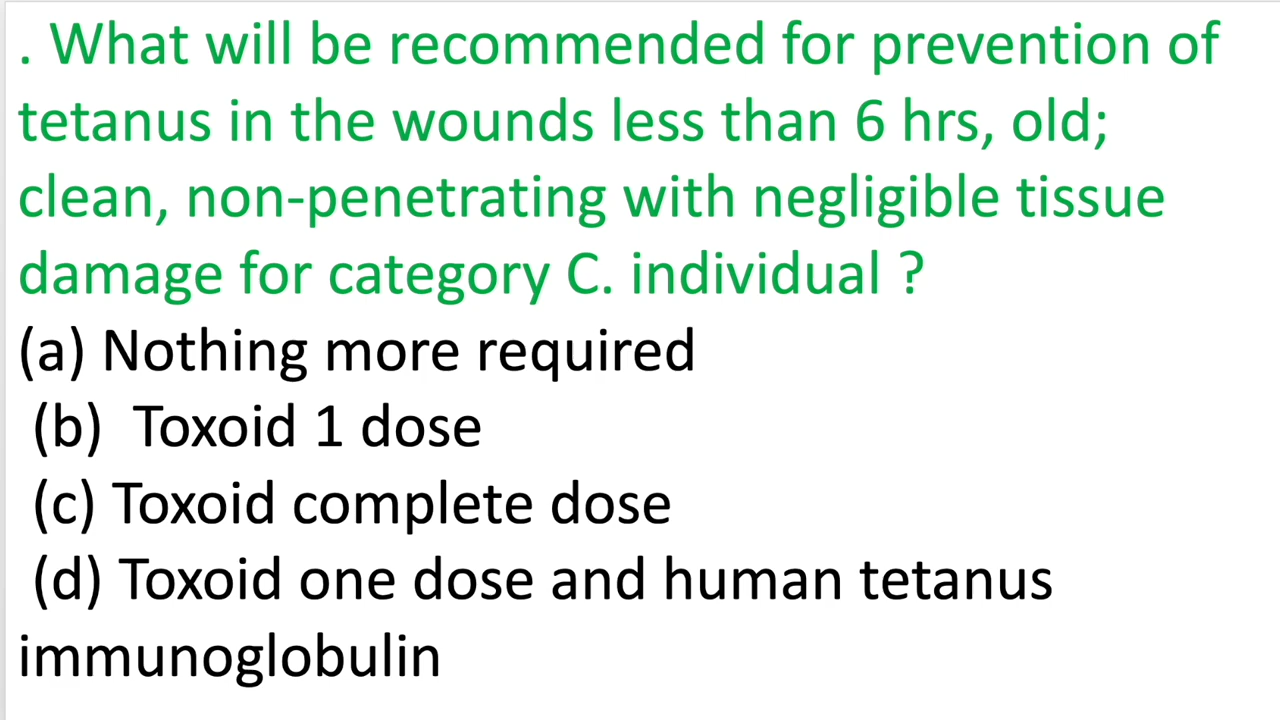 . What will be recommended for prevention of
tetanus in the wounds less than 6 hrs, old;
clean, non-penetrating with negligible tissue
damage for category C. individual ?
(a) Nothing more required
(b) Toxoid 1 dose
(c) Toxoid complete dose
(d) Toxoid one dose and human tetanus
immunoglobulin